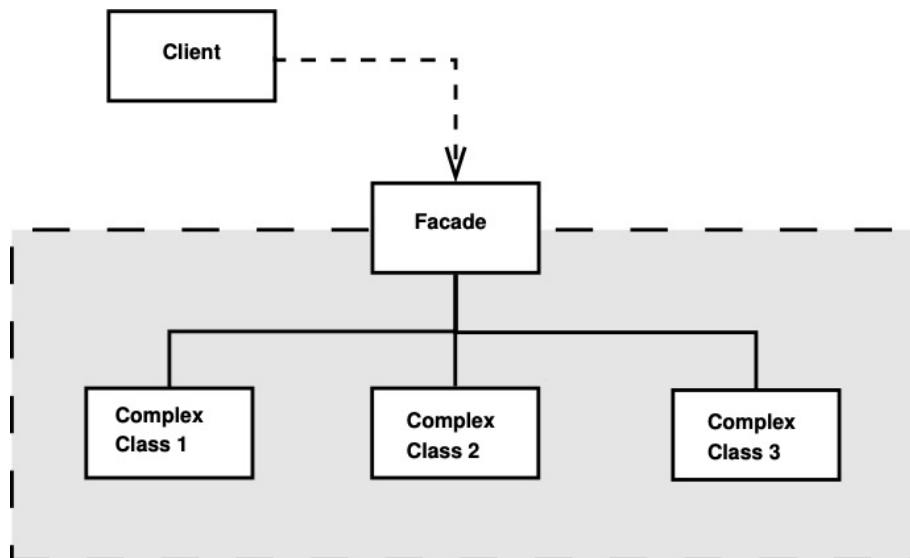 Client
Facade
Complex
Class 1
Complex
Class 2
Complex
Class 3